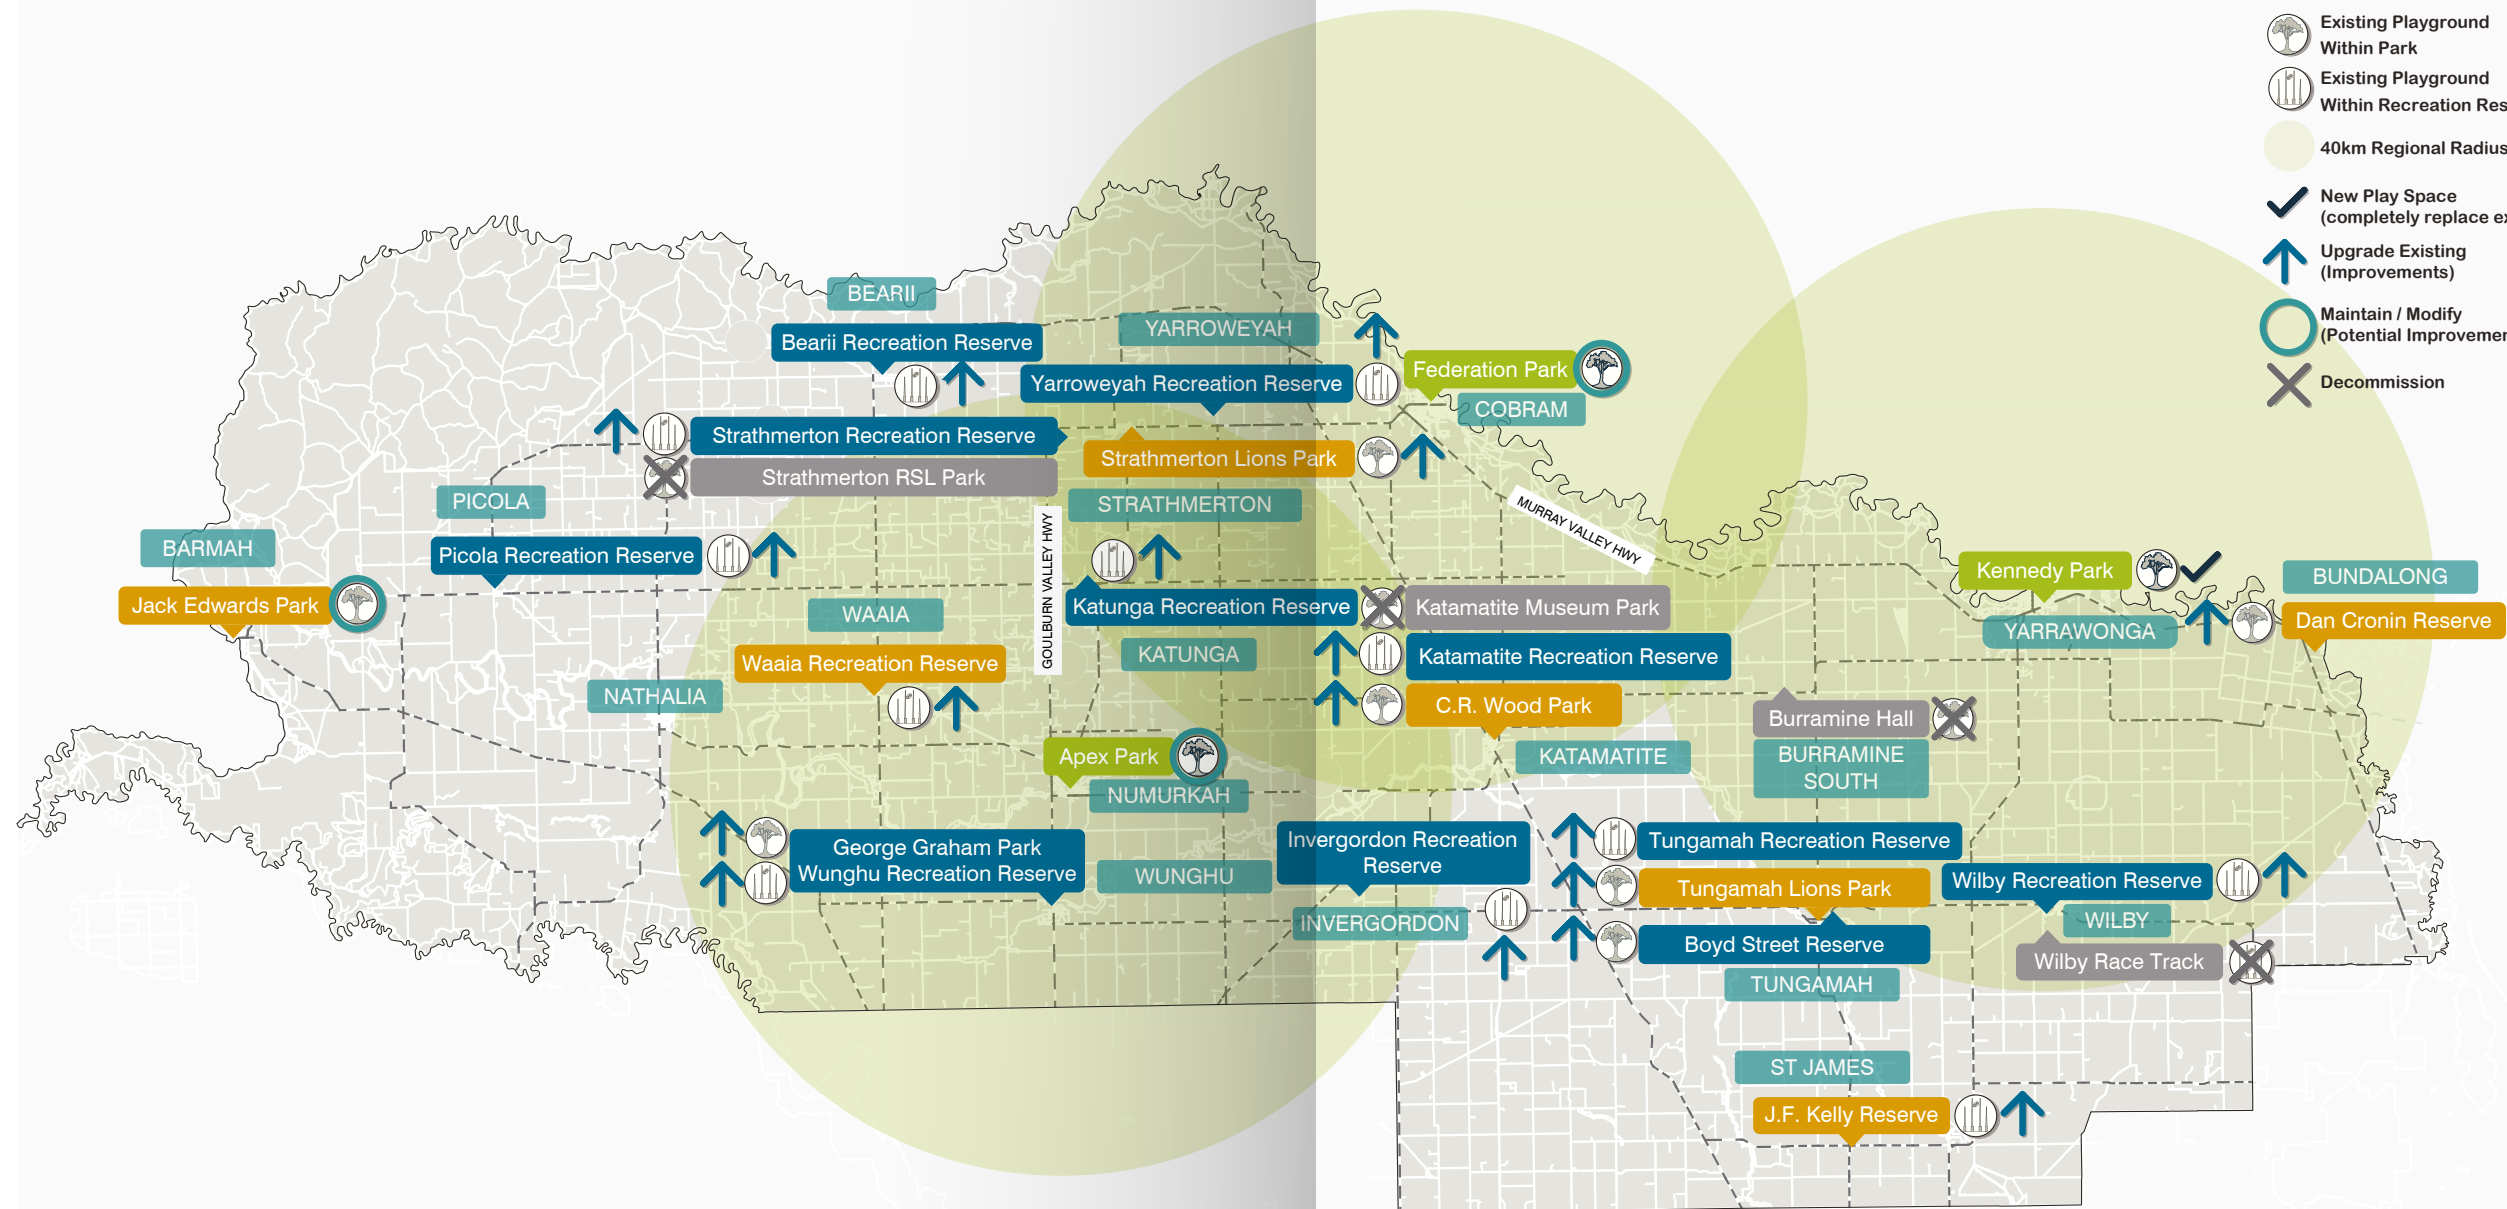 Existing Playground
Within Park
Existing Playground
Within Recreation Res
40km Regional Radius
New Play Space
(completely replace ex
Upgrade Existing
(Improvements)
Maintain / Modify
(Potential Improvemen
Decommission
BEARII
Bearii Recreation Reserve
YARROWEYAH
Yarroweyah Recreation Reserve
Federation Park
COBRAM
Strathmerton Recreation Reserve
Strathmerton RSL Park
Strathmerton Lions Park
STRATHMERTON
PICOLA
Picola Recreation Reserve
BARMAH
Jack Edwards Park
GOULBURN VALLEY HWY
MURRAY VALLEY HWY
Katunga Recreation Reserve
KATUNGA
Katamatite Museum Park
Katamatite Recreation Reserve
C.R. Wood Park
KATAMATITE
WAAIA
Waaia Recreation Reserve
NATHALIA
Kennedy Park
YARRAWONGA
BUNDALONG
Dan Cronin Reserve
Burramine Hall
BURRAMINE
SOUTH
Apex Park
NUMURKAH
George Graham Park
Wunghu Recreation Reserve
WUNGHU
Invergordon Recreation
Reserve
INVERGORDON
Tungamah Recreation Reserve
Tungamah Lions Park
Boyd Street Reserve
TUNGAMAH
Wilby Recreation Reserve
WILBY
Wilby Race Track
ST JAMES
J.F. Kelly Reserve